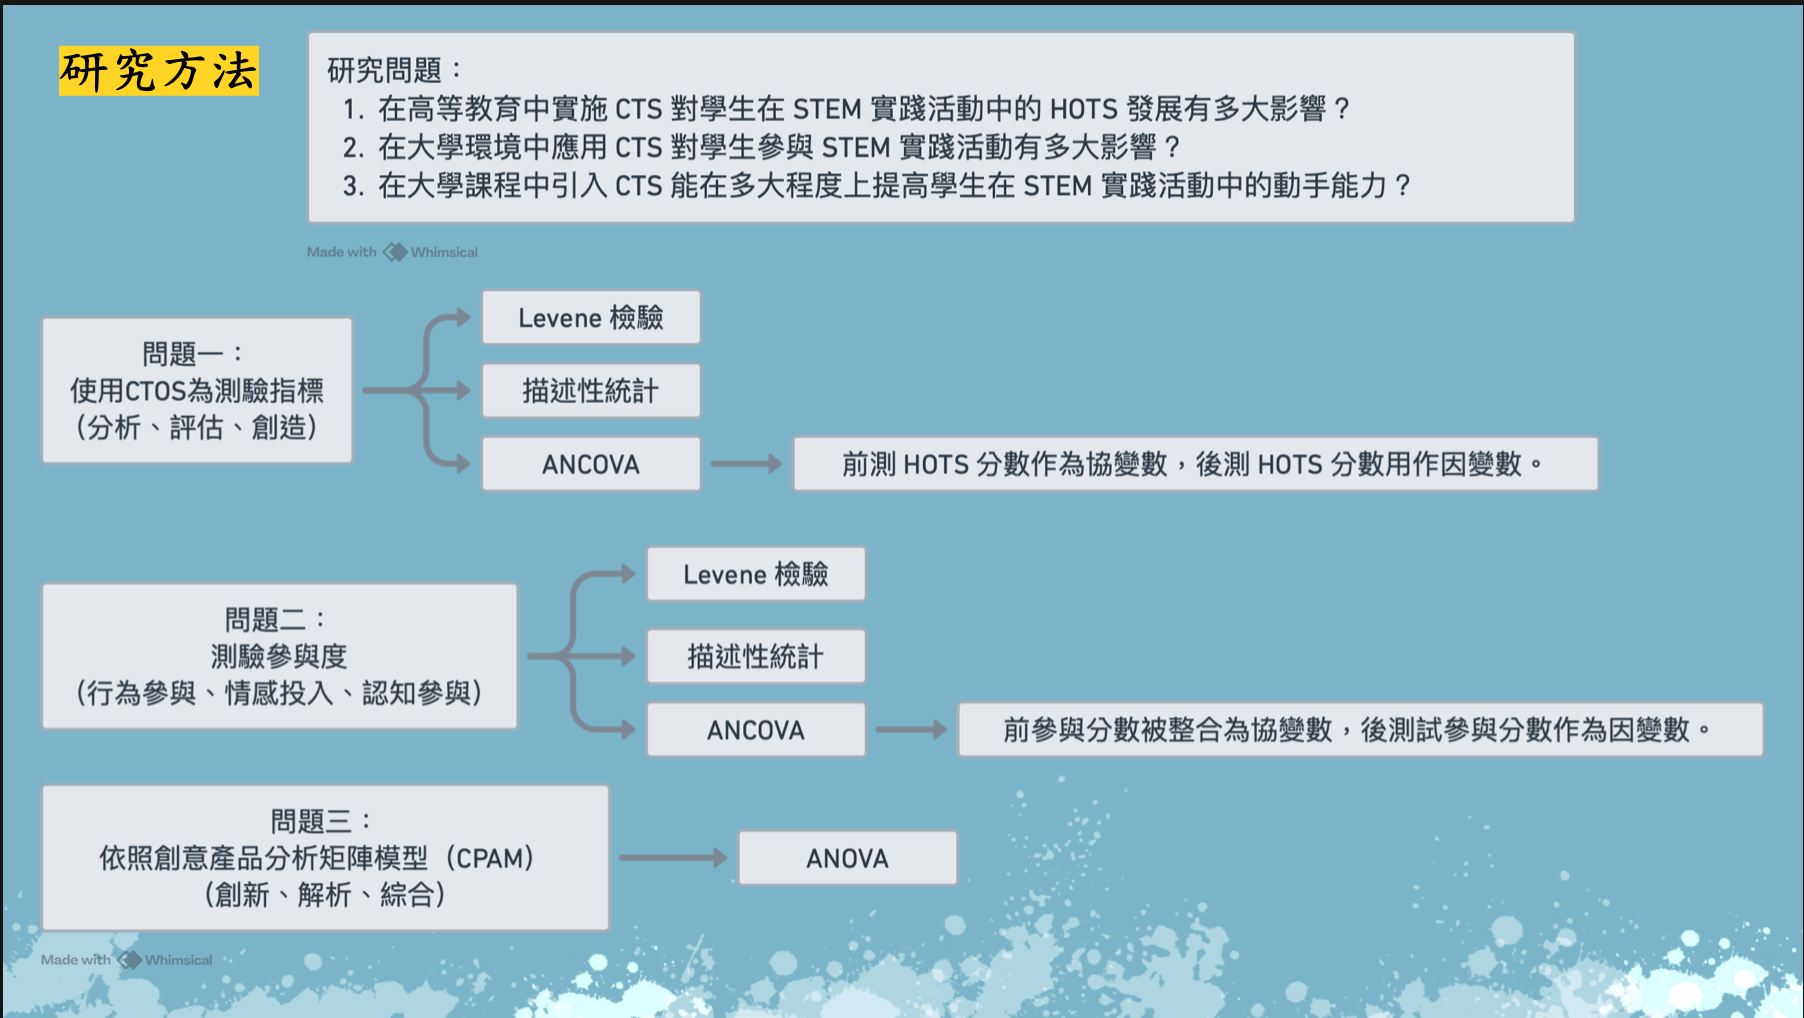 研究方法
研究問題：
1. 在高等教育中實施 CTS 對學生在 STEM 實踐活動中的 HOTS 發展有多大影響？
2. 在大學環境中應用 CTS 對學生參與 STEM 實踐活動有多大影響？
3. 在大學課程中引入 CTS 能在多大程度上提高學生在 STEM 實踐活動中的動手能力？
Made with Whimsical
問題一：
使用CTOS為測驗指標
（分析、評估、創造）
Levene 檢驗
描述性統計
ANCOVA
前測 HOTS 分數作為協變數，後測 HOTS 分數用作因變數。
問題二：
測驗參與度
（行為參與、情感投入、認知參與）
Levene 檢驗
描述性統計
ANCOVA
前參與分數被整合為協變數，後測試參與分數作為因變數。
問題三：
依照創意產品分析矩陣模型（CPAM）
（創新、解析、綜合）
ANOVA
Made with Whimsical